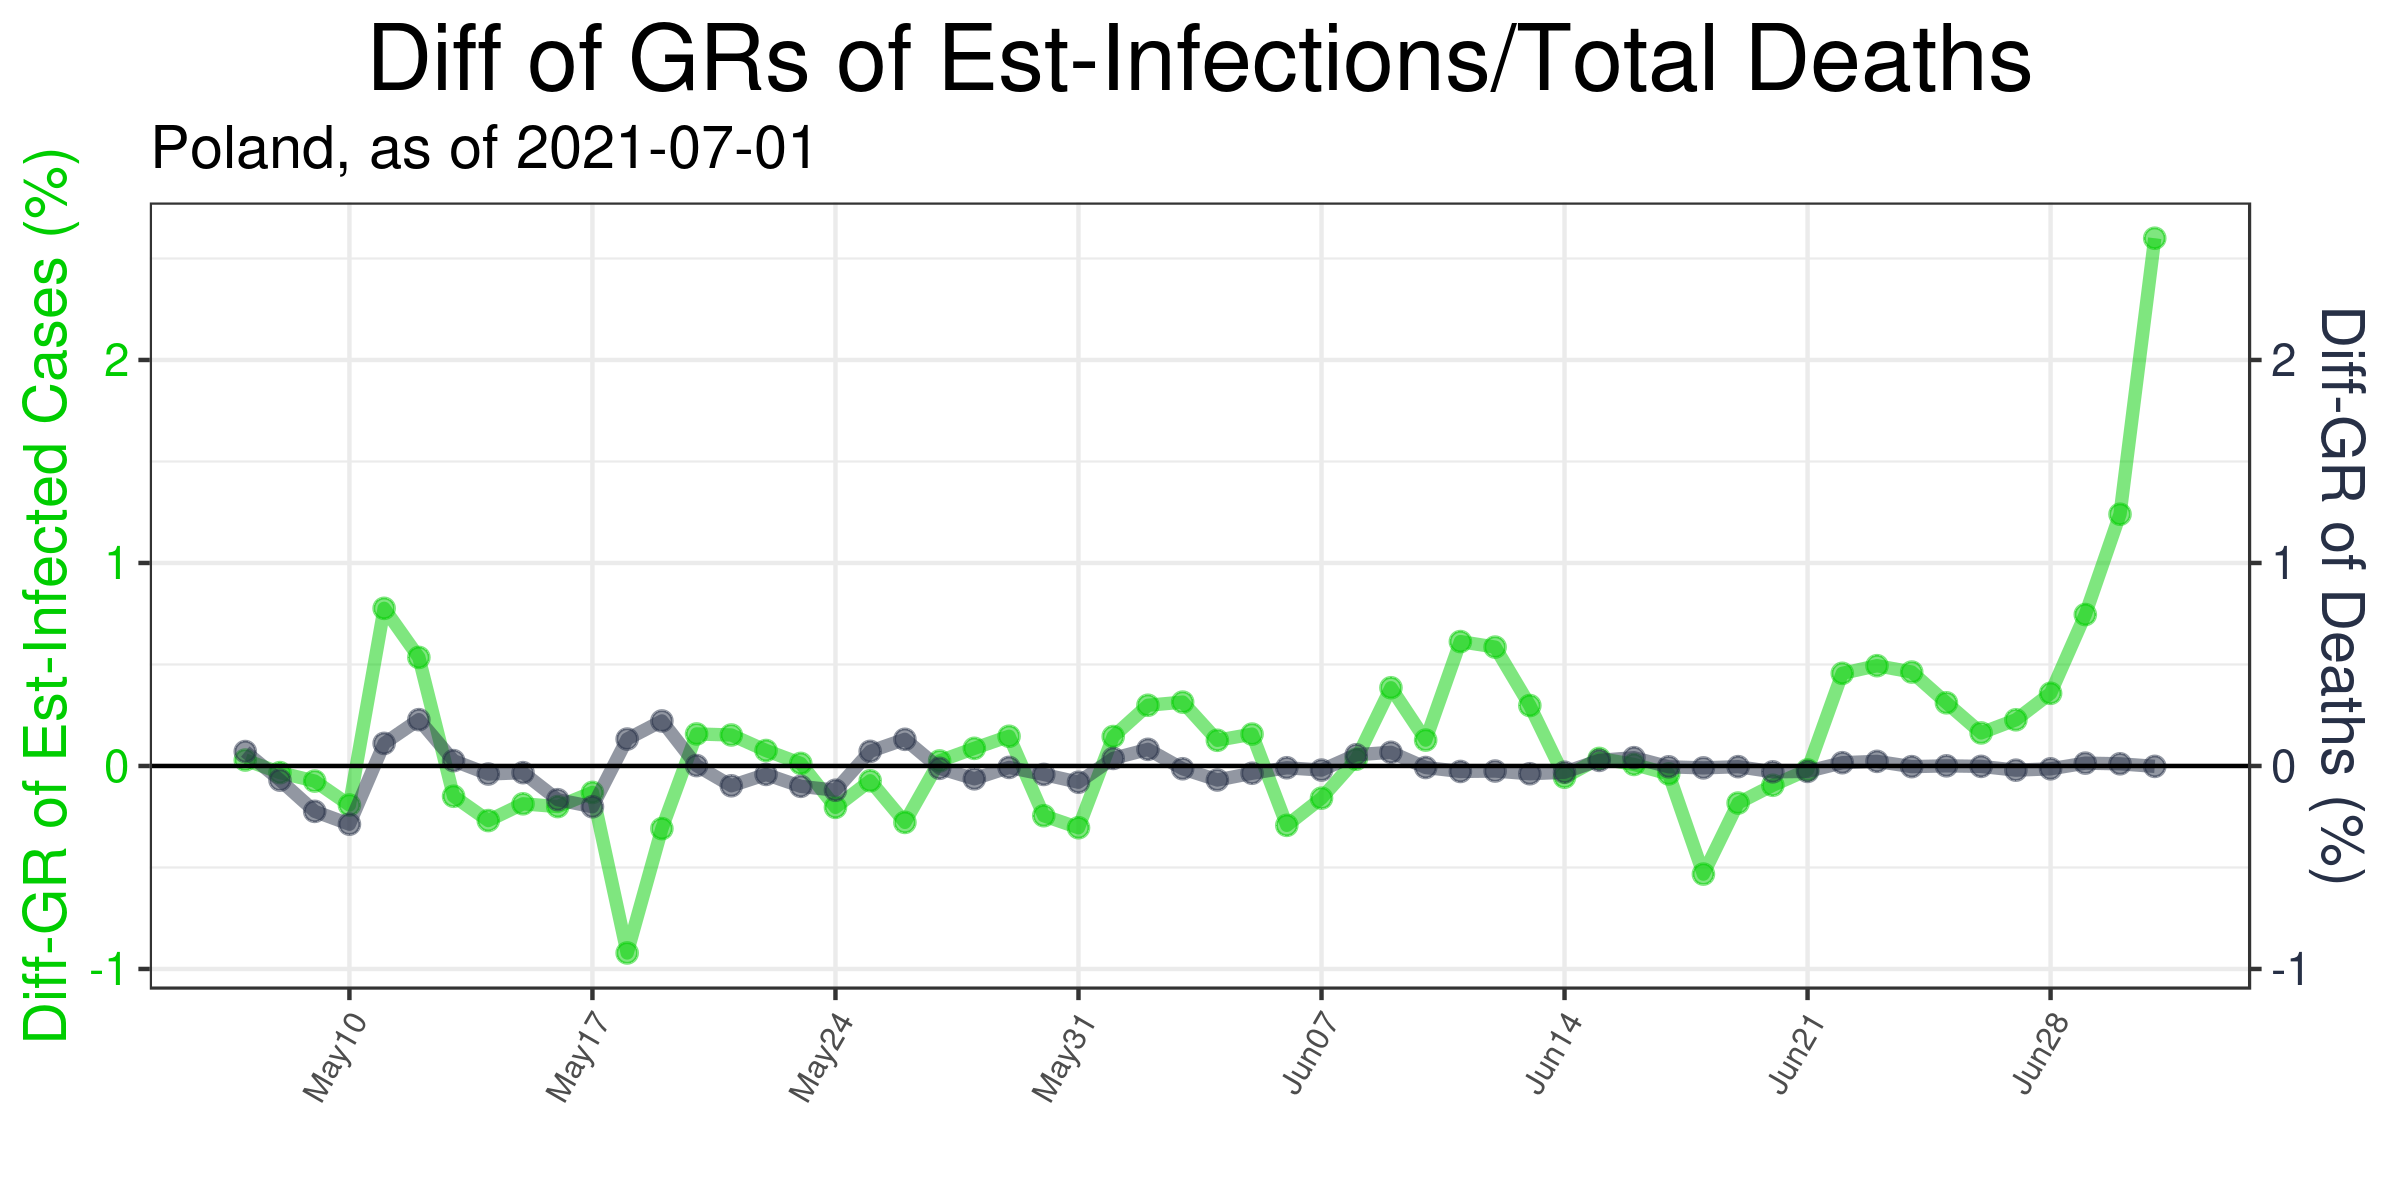 Diff of GRs of Est-Infections/Total Deaths
Poland, as of 2021-07-01
Diff-GR of Est-Infected Cases (%)
2
1
0
-1
2
1
0
-1
Diff-GR of Deaths (%)
May10
May17
May24
May31
Jun07
Jun14
Jun21
Jun28